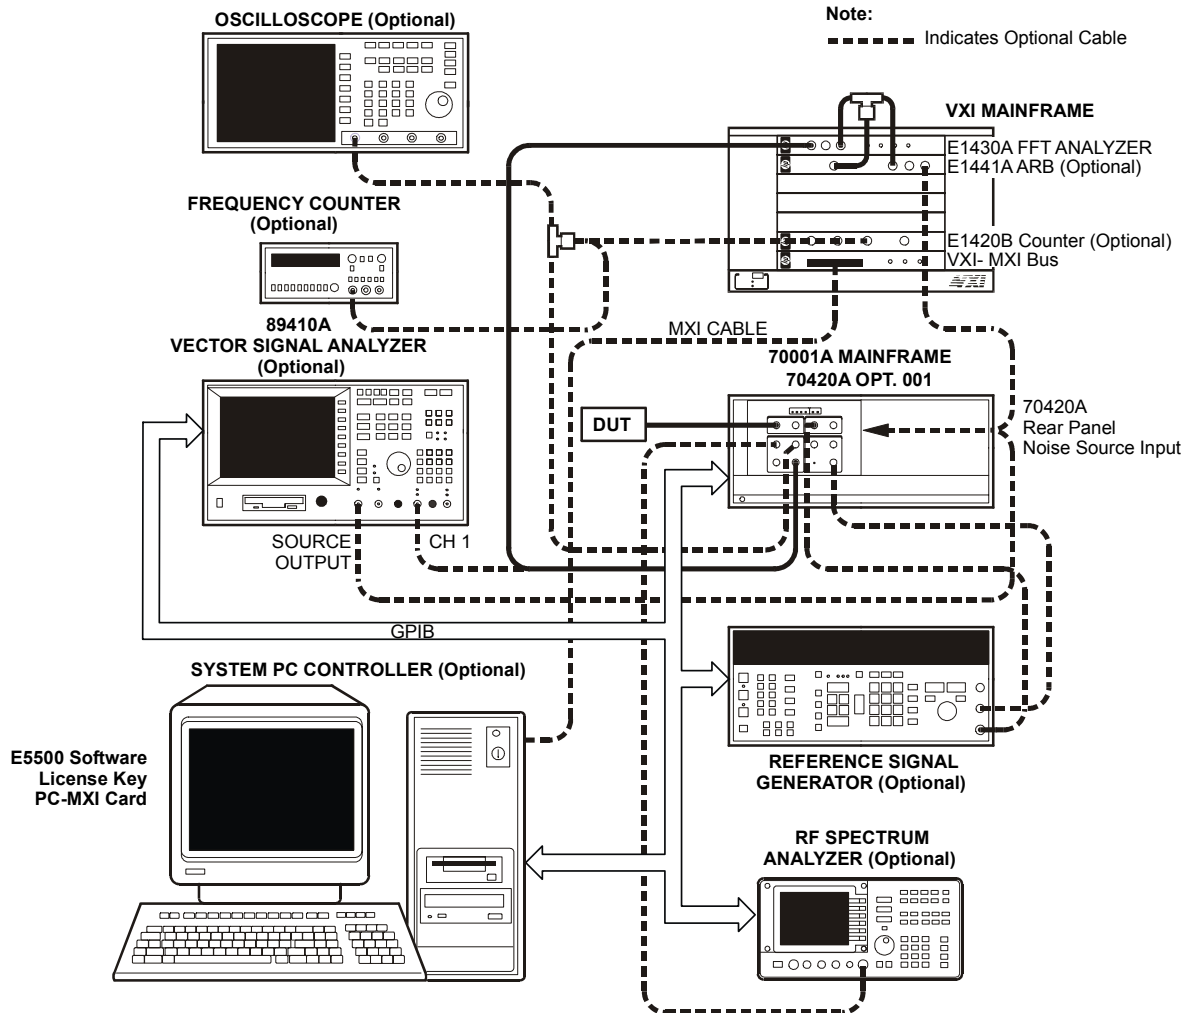 OSCILLOSCOPE (Optional)
Note:
Indicates Optional Cable
VXI MAINFRAME
E1430A FFT ANALYZER
E1441A ARB (Optional)
FREQUENCY COUNTER
(Optional)
E1420B Counter (Optional)
VXI- MXI Bus
VXI
89410A
VECTOR SIGNAL ANALYZER
(Optional)
MXI CABLE
70001A MAINFRAME
70420A OPT. 001
DUT
70420A
Rear Panel
Noise Source Input
SOURCE
OUTPUT
CH 1
GPIB
SYSTEM PC CONTROLLER (Optional)
E5500 Software
License Key
PC-MXI Card
REFERENCE SIGNAL
GENERATOR (Optional)
RF SPECTRUM
ANALYZER (Optional)